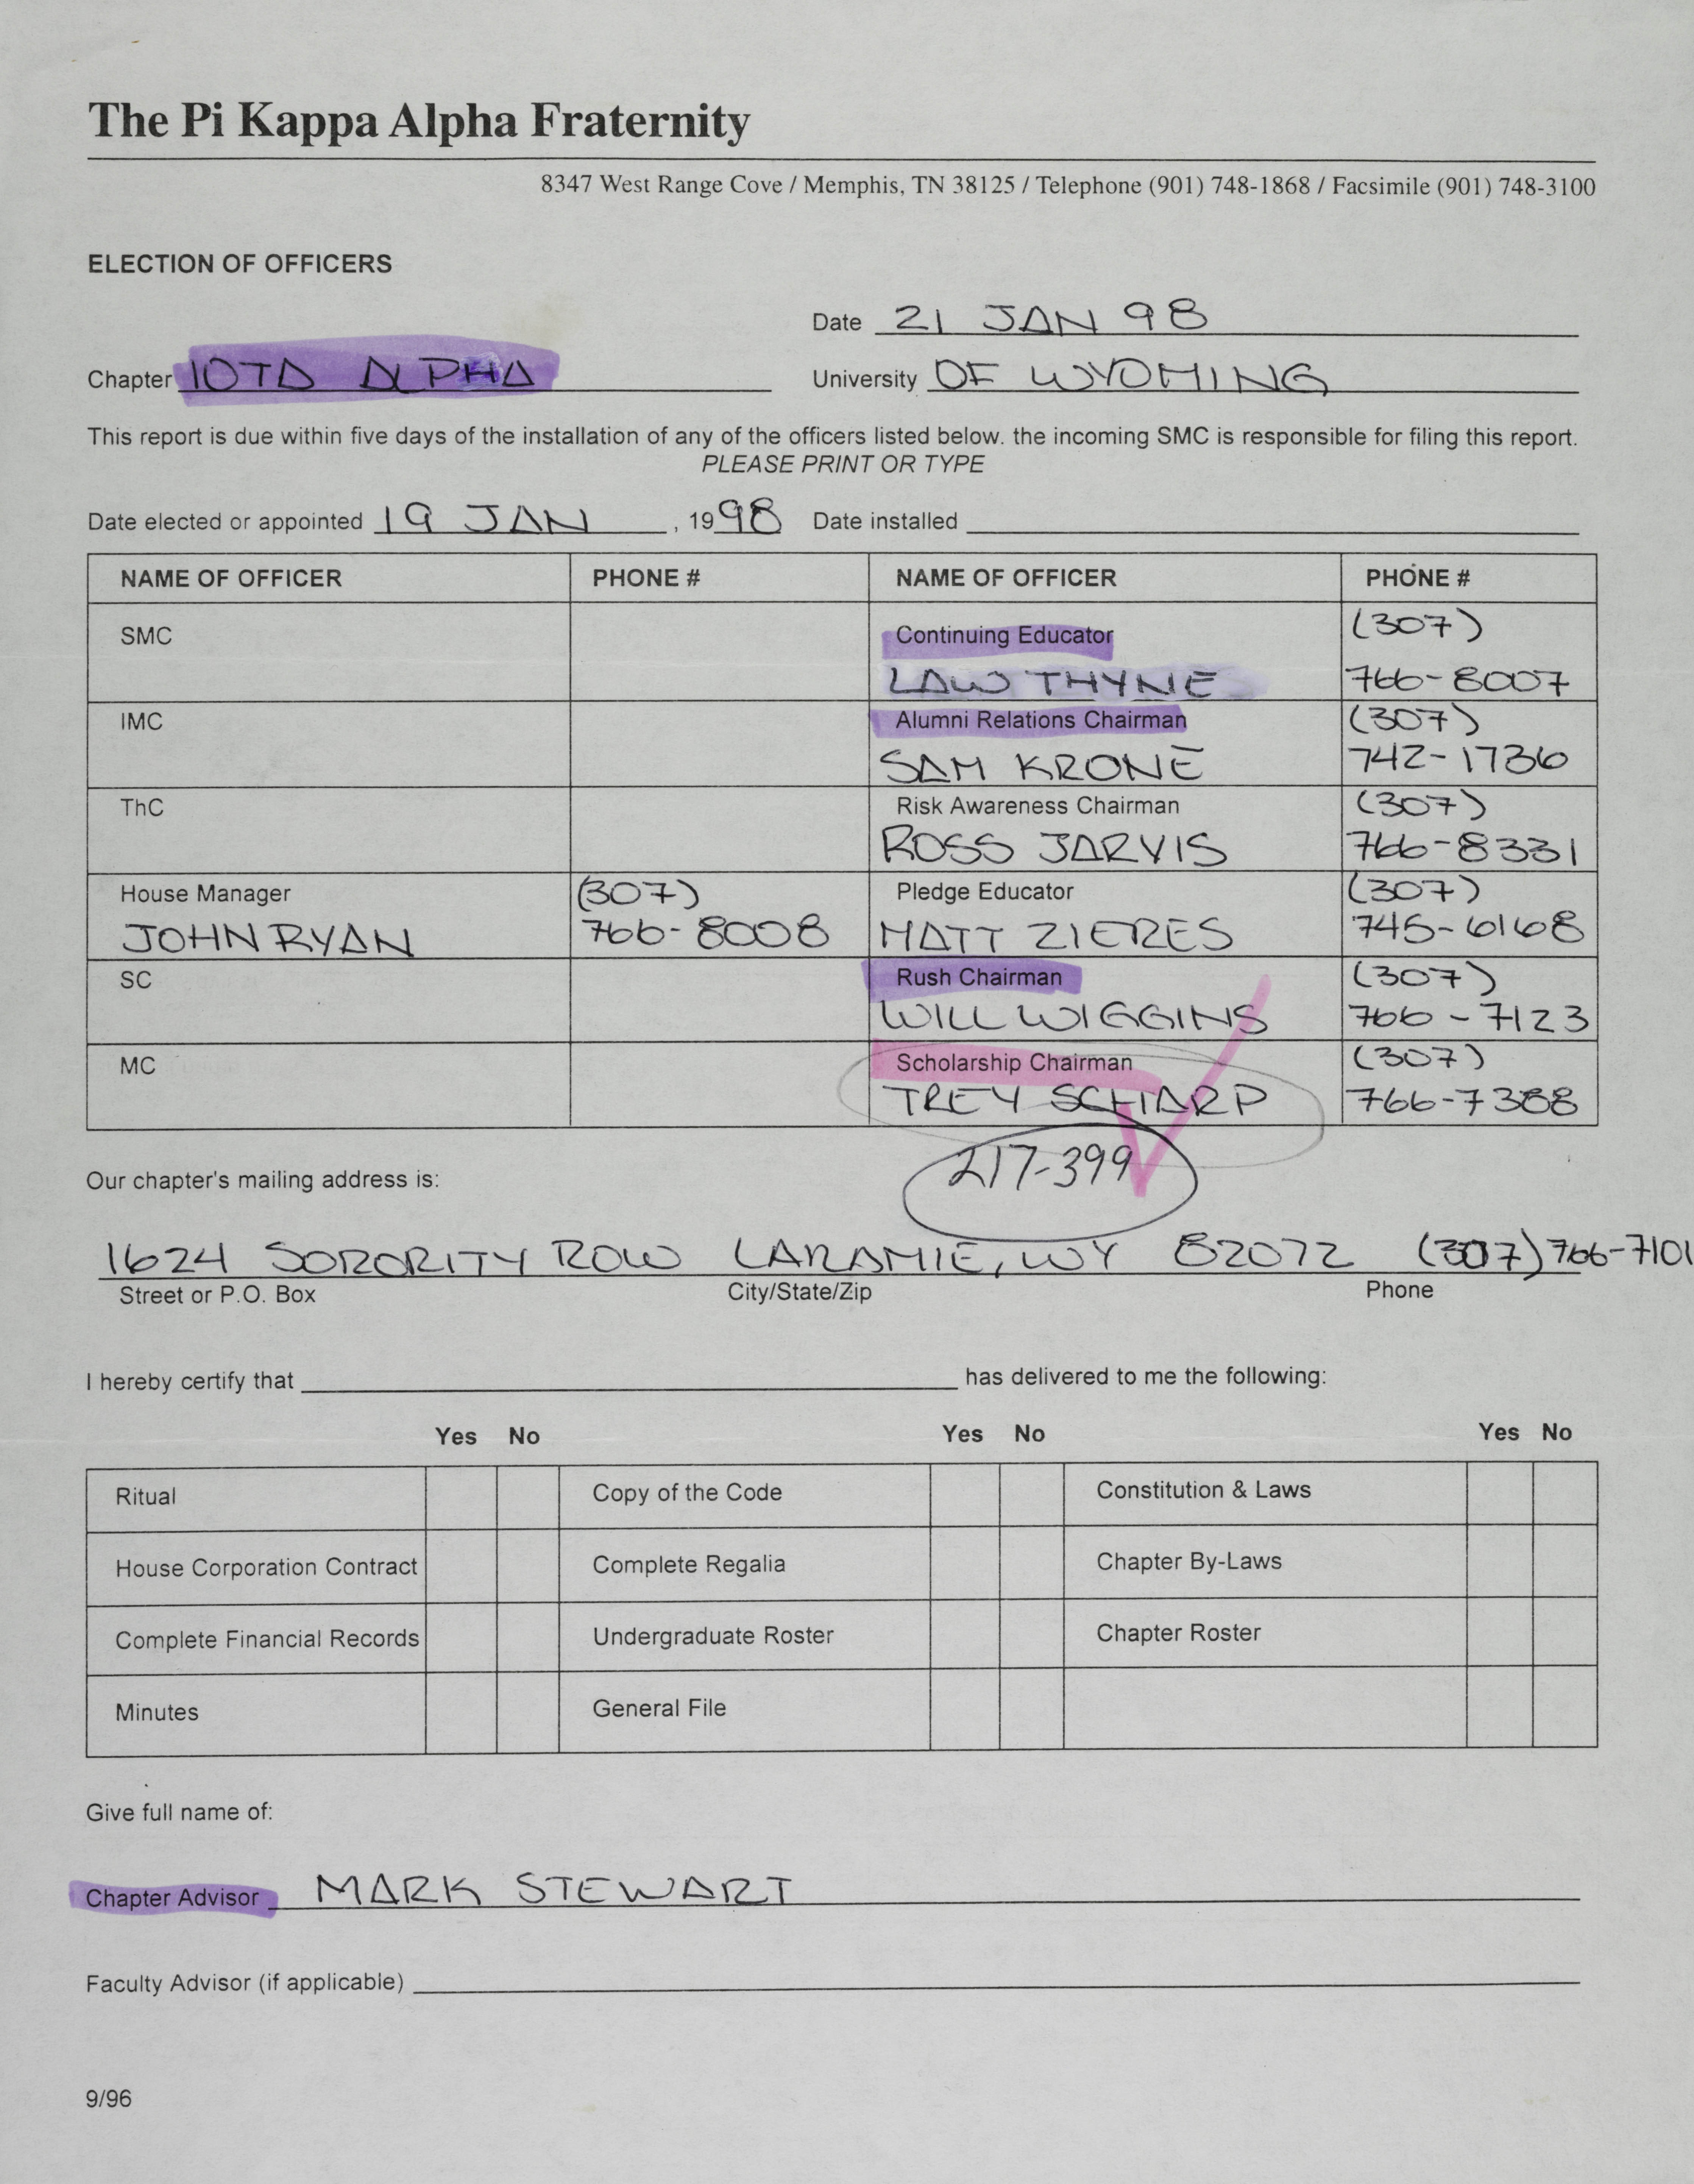 The Pi Kappa Alpha Fraternity
8347 West Range Cove / Memphis, TN 38125 / Telephone (901) 748-1868 / Facsimile (901) 748-3100
ELECTION OF OFFICERS
Date 21 JAN 98
Chapter IOTA ALPHA University OF WYOMING
This report is due within five days of the installation of any of the officers listed below. the incoming SMC is responsible for filing this report.
PLEASE PRINT OR TYPE
Date elected or appointed 19 JAN , 1998 Date installed
NAME OF OFFICER PHONE # NAME OF OFFICER PHONE #
SMC Continuing Educator (307)
LAW THYNE 766-8007
IMC Alumni Relations Chairman (307)
SAM KRONE 742-1736
ThC Risk Awareness Chairman (307)
ROSS JARVIS 766-8331
House Manager (307) Pledge Educator (307)
JOHN RYAN 766-8008 MATT ZIERES 745-6168
SC Rush Chairman (307)
WILL WIGGINS 766-7123
MC Scholarship Chairman (307)
TREY SCHARP 766-7388
217-399
Our chapter's mailing address is:
1624 SORORITY ROW LARAMIE, WY 82072 (307) 766-7101
Street or P.O. Box City/State/Zip Phone
I hereby certify that has delivered to me the following:
Yes No Yes No Yes No
Ritual Copy of the Code Constitution & Laws
House Corporation Contract Complete Regalia Chapter By-Laws
Complete Financial Records Undergraduate Roster Chapter Roster
Minutes General File
Give full name of:
Chapter Advisor MARK STEWART
Faculty Advisor (if applicable)
9/96